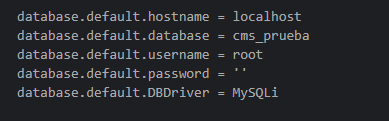 database.default.hostname = localhost
database.default.database = cms_prueba
database.default.username = root
database.default.password = ''
database.default.DBDriver = MySQLi